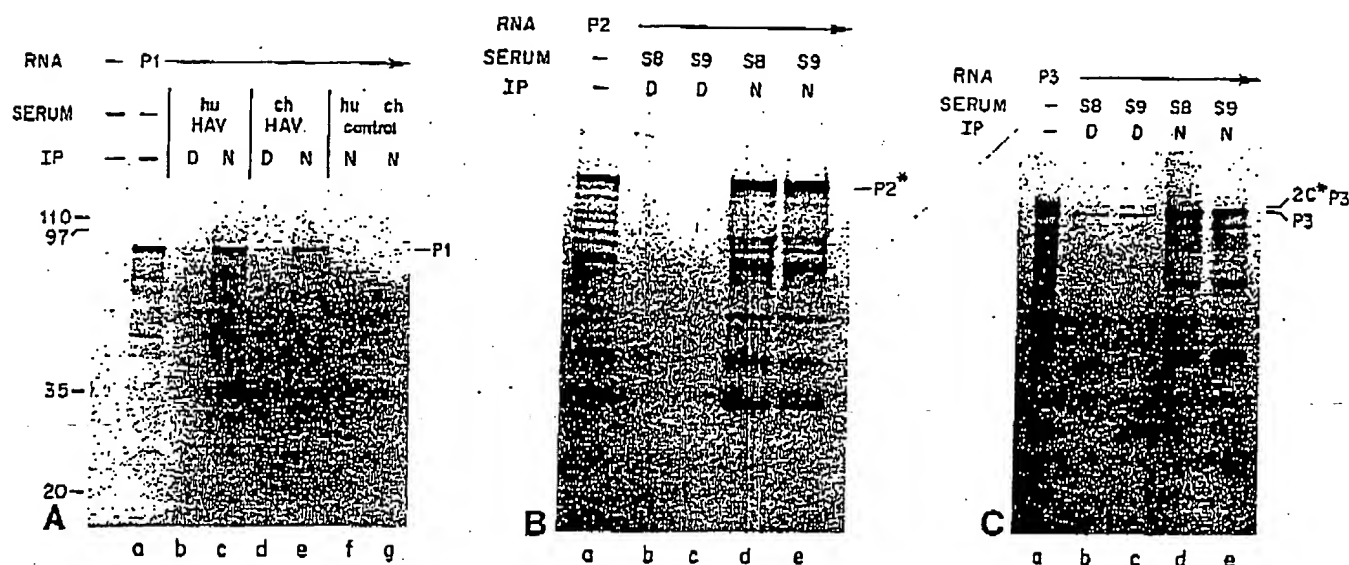 RNA – P1
SERUM – – hu HAV ch HAV. hu ch control
IP – – D N D N N N
110
97
35
20
P1
A
a b c d e f g
RNA P2
SERUM – S8 S9 S8 S9
IP – D D N N
P2*
B
a b c d e
RNA P3
SERUM – S8 S9 S8 S9
IP – D D N N
2C*P3
P3
C
a b c d e